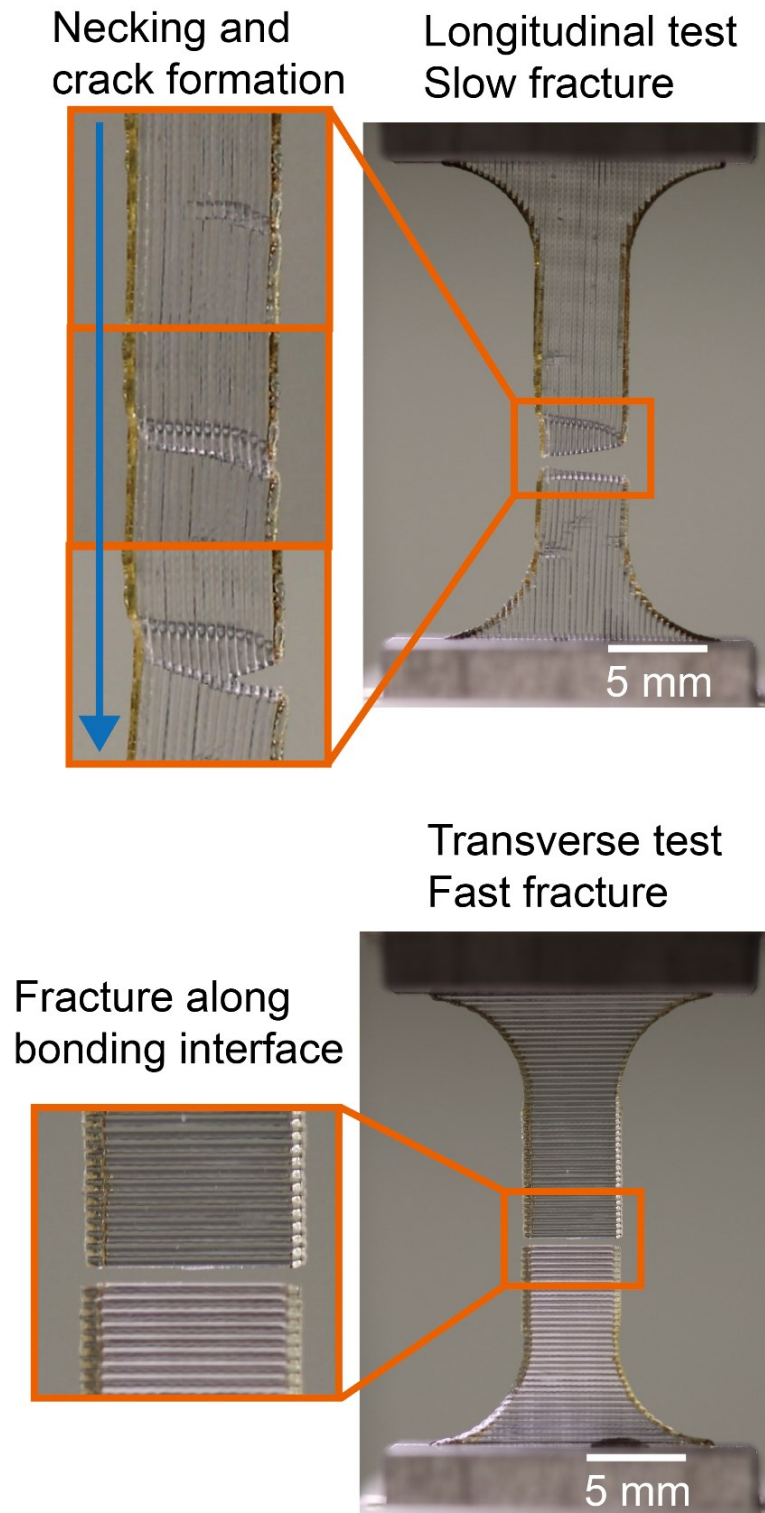 Necking and
crack formation
Longitudinal test
Slow fracture
5 mm
Transverse test
Fast fracture
Fracture along
bonding interface
5 mm